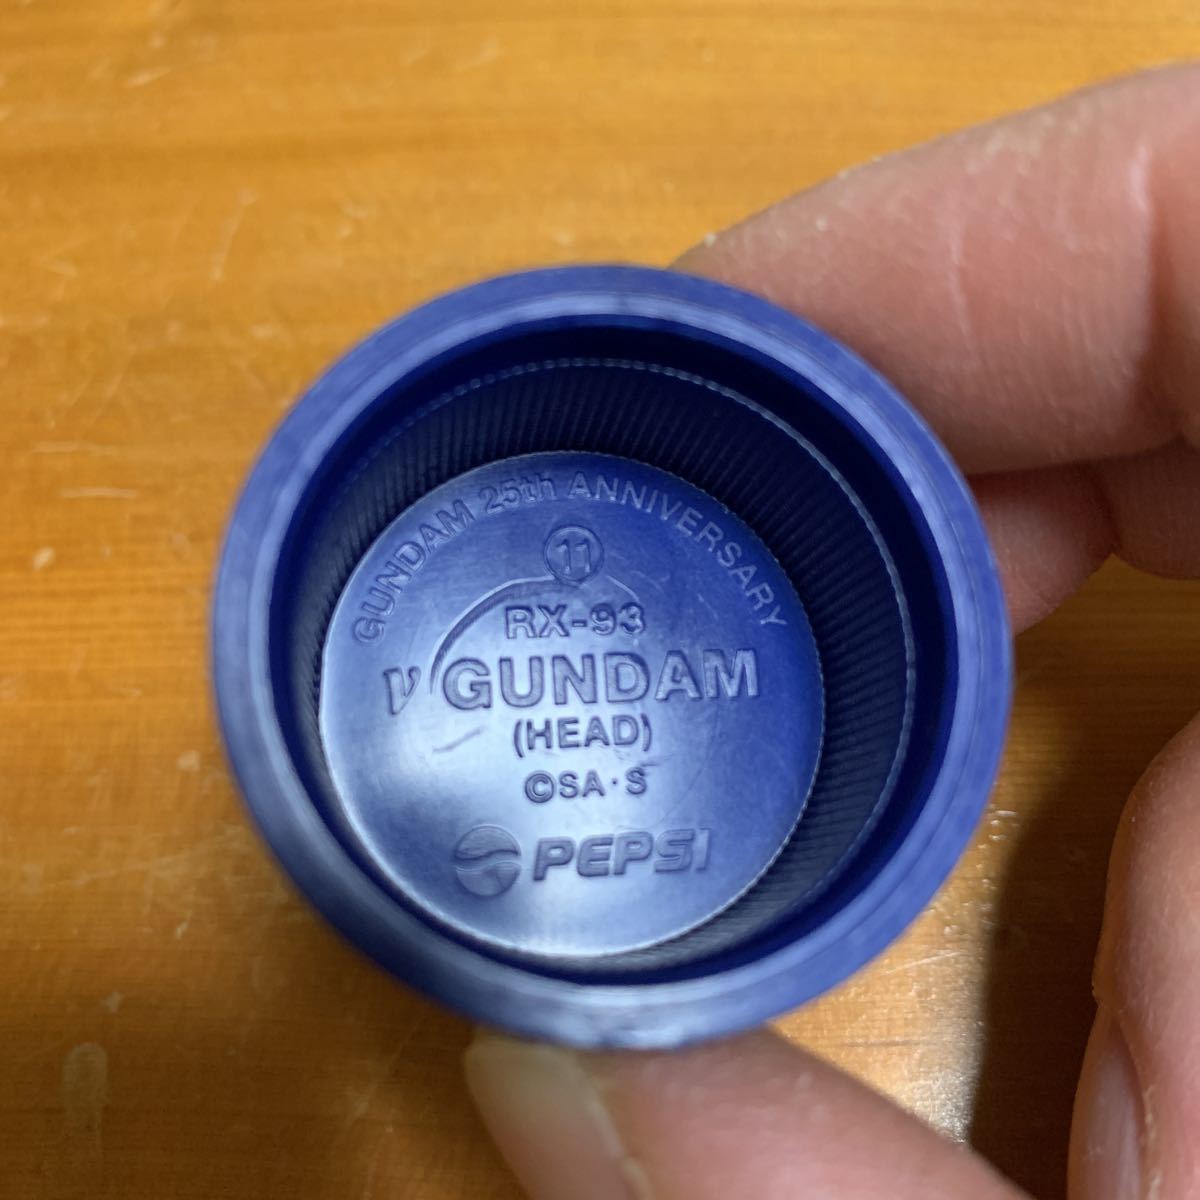 GUNDAM 25th ANNIVERSARY
11
RX-93
ν GUNDAM
(HEAD)
©SA·S
PEPSI